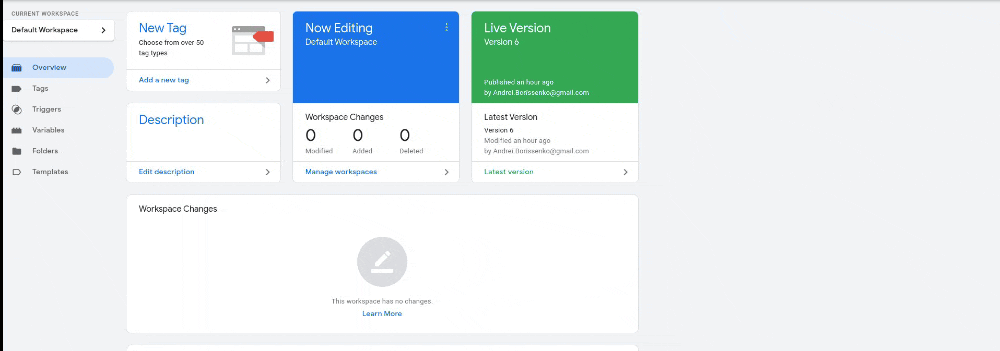 CURRENT WORKSPACE
Default Workspace
Overview
Tags
Triggers
Variables
Folders
Templates
New Tag
Choose from over 50
tag types
Add a new tag
Description
Edit description
Now Editing
Default Workspace
Workspace Changes
0 0 0
Modified Added Deleted
Manage workspaces
Live Version
Version 6
Published an hour ago
by Andrei.Borissenko@gmail.com
Latest Version
Version 6
Modified an hour ago
by Andrei.Borissenko@gmail.com
Latest version
Workspace Changes
This workspace has no changes.
Learn More